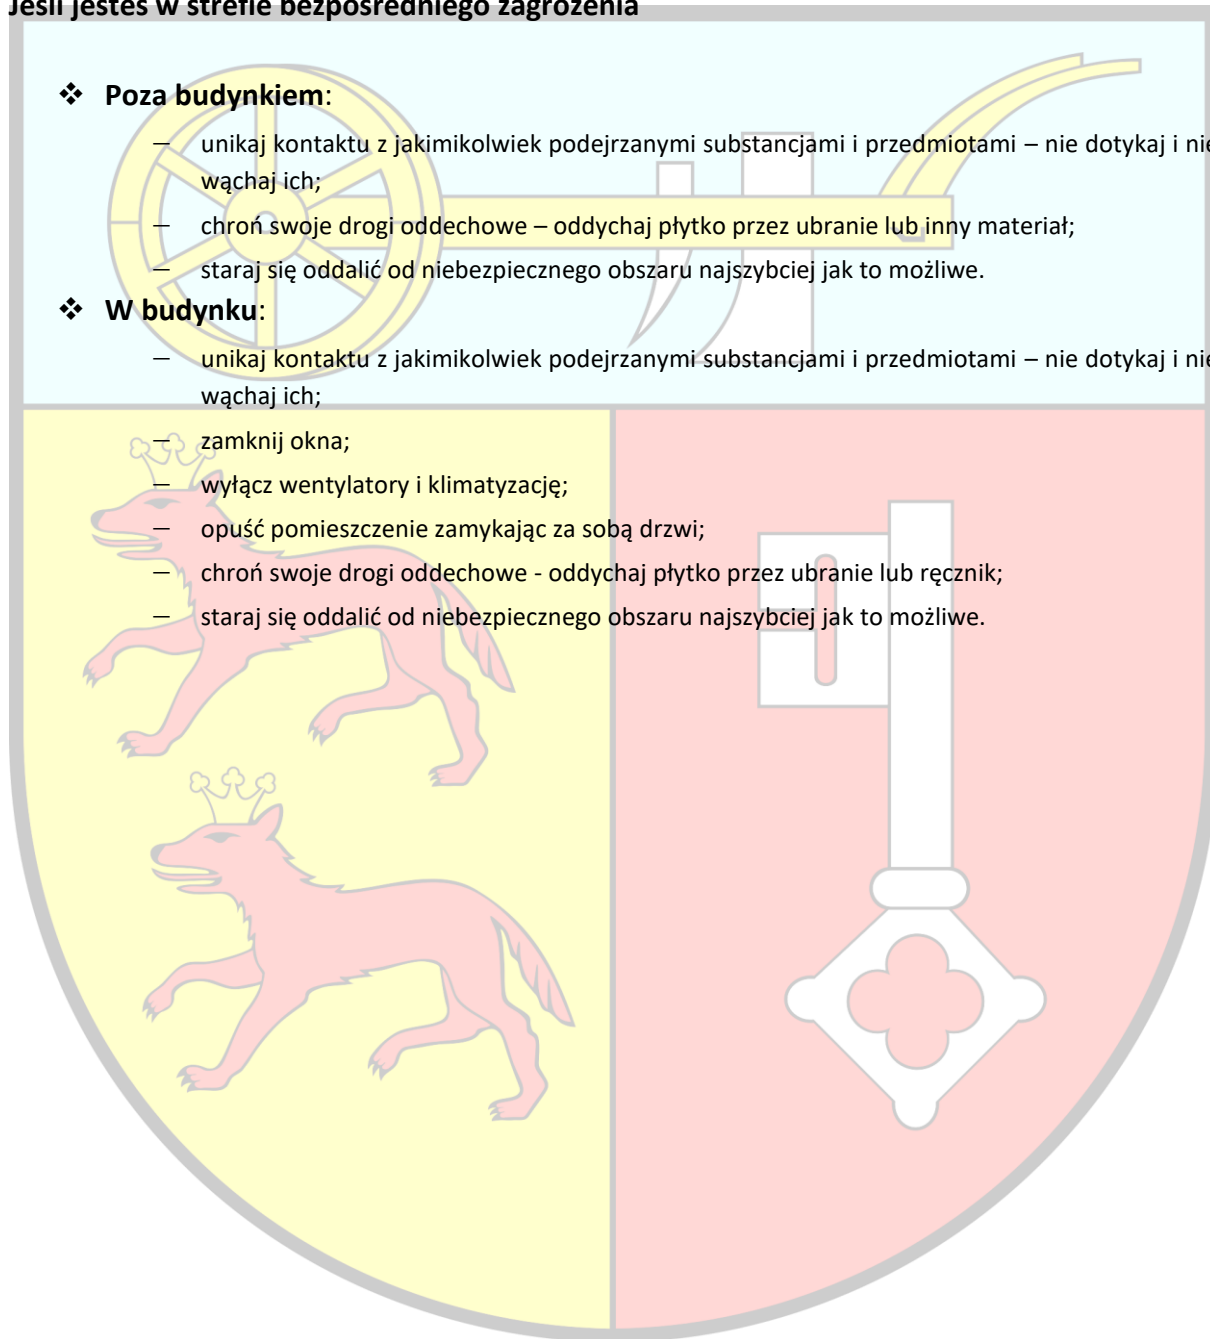 Jeśli jesteś w strefie bezpośredniego zagrożenia
❖ Poza budynkiem:
− unikaj kontaktu z jakimikolwiek podejrzanymi substancjami i przedmiotami – nie dotykaj i nie
wąchaj ich;
− chroń swoje drogi oddechowe – oddychaj płytko przez ubranie lub inny materiał;
− staraj się oddalić od niebezpiecznego obszaru najszybciej jak to możliwe.
❖ W budynku:
− unikaj kontaktu z jakimikolwiek podejrzanymi substancjami i przedmiotami – nie dotykaj i nie
wąchaj ich;
− zamknij okna;
− wyłącz wentylatory i klimatyzację;
− opuść pomieszczenie zamykając za sobą drzwi;
− chroń swoje drogi oddechowe - oddychaj płytko przez ubranie lub ręcznik;
− staraj się oddalić od niebezpiecznego obszaru najszybciej jak to możliwe.